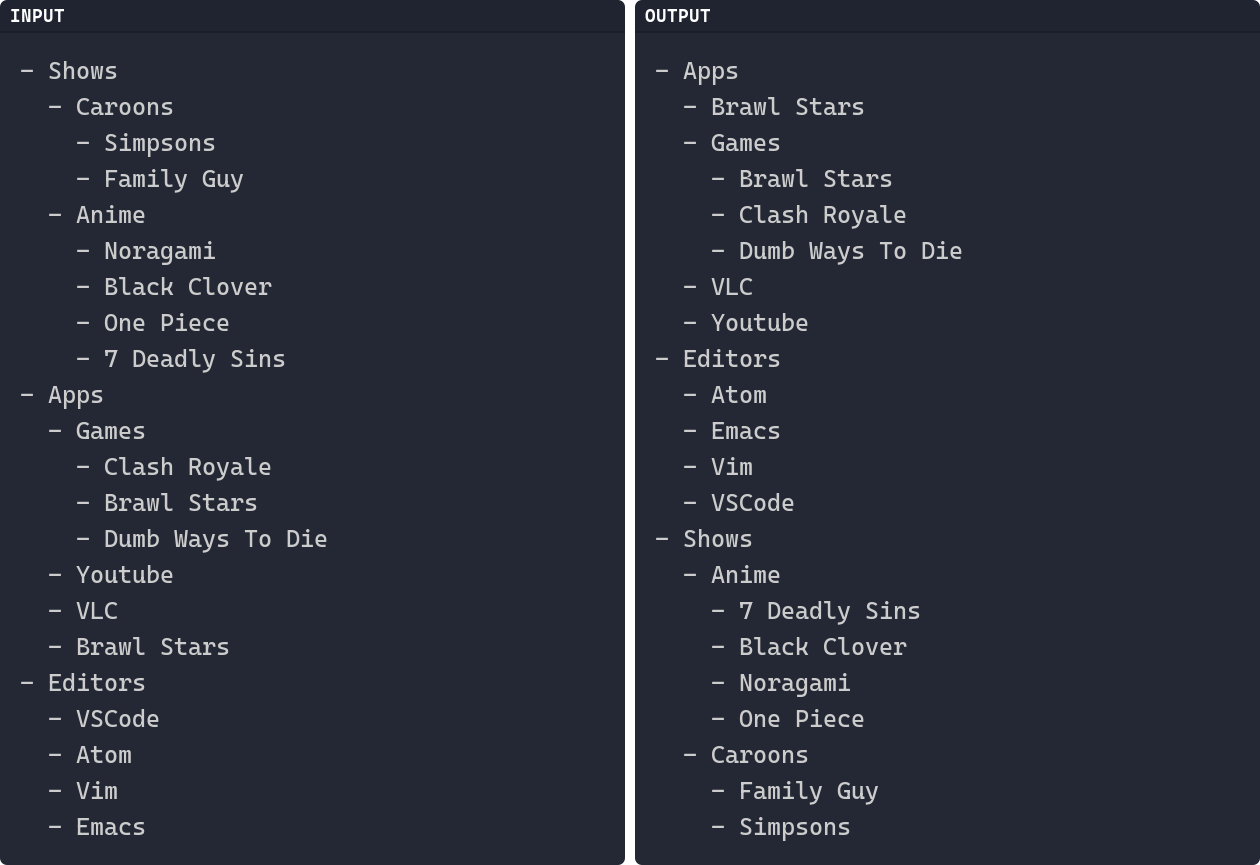 INPUT
- Shows
  - Caroons
    - Simpsons
    - Family Guy
  - Anime
    - Noragami
    - Black Clover
    - One Piece
    - 7 Deadly Sins
- Apps
  - Games
    - Clash Royale
    - Brawl Stars
    - Dumb Ways To Die
  - Youtube
  - VLC
  - Brawl Stars
- Editors
  - VSCode
  - Atom
  - Vim
  - Emacs
OUTPUT
- Apps
  - Brawl Stars
  - Games
    - Brawl Stars
    - Clash Royale
    - Dumb Ways To Die
  - VLC
  - Youtube
- Editors
  - Atom
  - Emacs
  - Vim
  - VSCode
- Shows
  - Anime
    - 7 Deadly Sins
    - Black Clover
    - Noragami
    - One Piece
  - Caroons
    - Family Guy
    - Simpsons